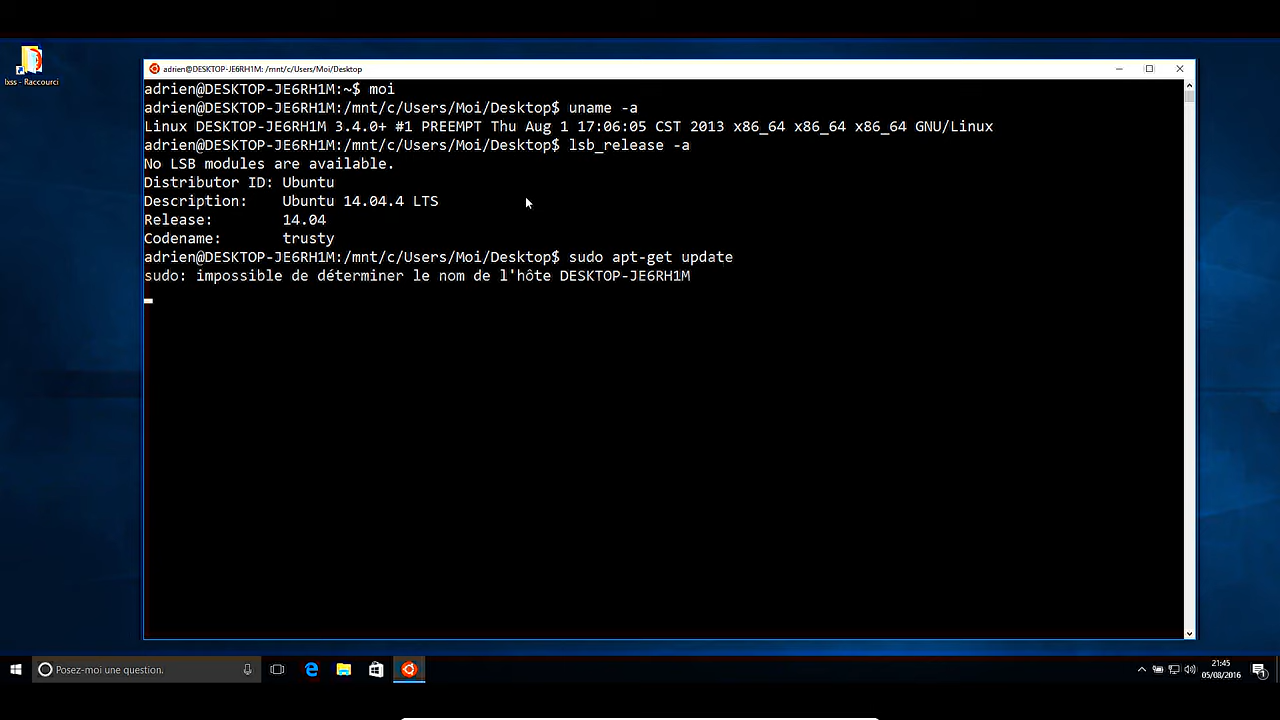 lxss - Raccourci
adrien@DESKTOP-JE6RH1M: /mnt/c/Users/Moi/Desktop
adrien@DESKTOP-JE6RH1M:~$ moi
adrien@DESKTOP-JE6RH1M:/mnt/c/Users/Moi/Desktop$ uname -a
Linux DESKTOP-JE6RH1M 3.4.0+ #1 PREEMPT Thu Aug 1 17:06:05 CST 2013 x86_64 x86_64 x86_64 GNU/Linux
adrien@DESKTOP-JE6RH1M:/mnt/c/Users/Moi/Desktop$ lsb_release -a
No LSB modules are available.
Distributor ID: Ubuntu
Description: Ubuntu 14.04.4 LTS
Release: 14.04
Codename: trusty
adrien@DESKTOP-JE6RH1M:/mnt/c/Users/Moi/Desktop$ sudo apt-get update
sudo: impossible de déterminer le nom de l'hôte DESKTOP-JE6RH1M
Posez-moi une question.
21:45
05/08/2016
1